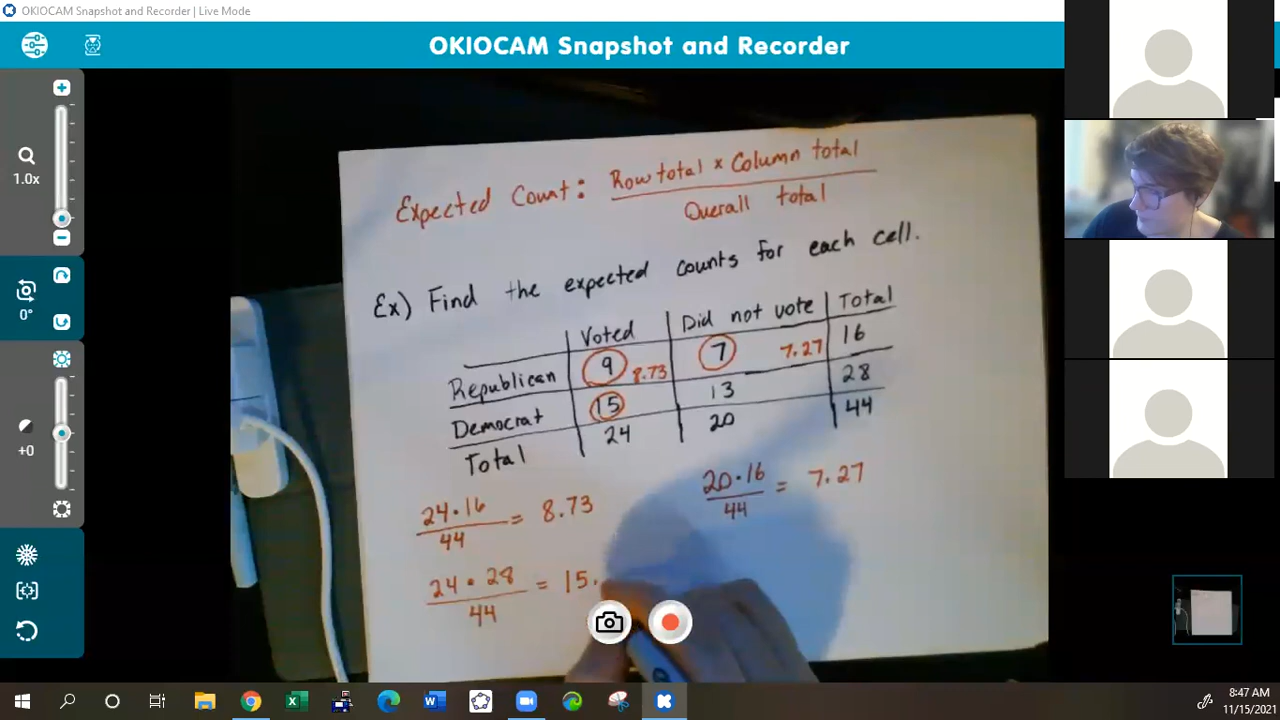 OKIOCAM Snapshot and Recorder | Live Mode
OKIOCAM Snapshot and Recorder
1.0x
0°
+0
Expected Count: Row total × Column total
Overall total
Ex) Find the expected counts for each cell.
Voted Did not vote Total
Republican 9 8.73 7 7.27 16
Democrat 15 13 28
Total 24 20 44
24·16 = 8.73
44
20·16 = 7.27
44
24·28 = 15.
44
8:47 AM
11/15/2021